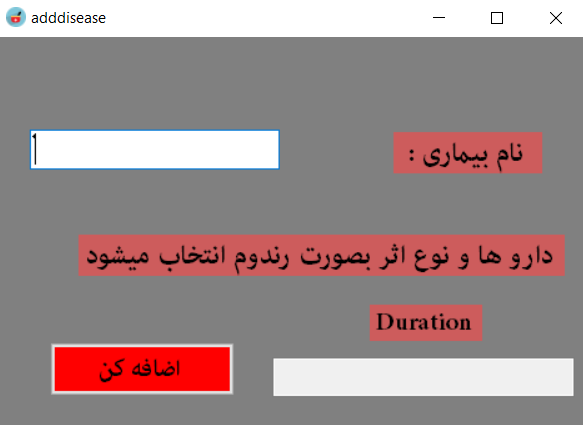 adddisease
نام بیماری :
دارو ها و نوع اثر بصورت رندوم انتخاب میشود
Duration
اضافه کن